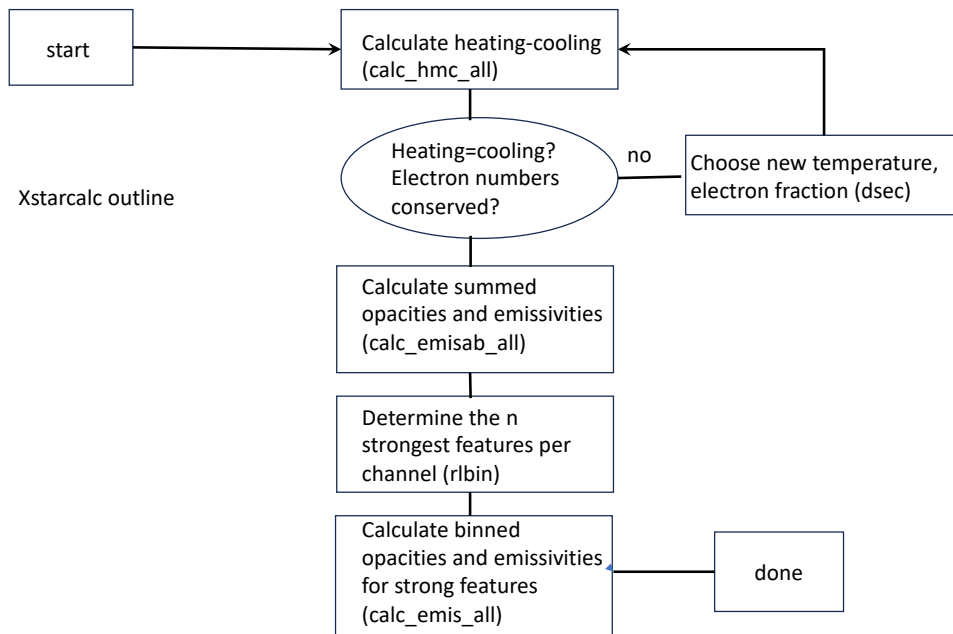 start
Calculate heating-cooling
(calc_hmc_all)
Heating=cooling?
Electron numbers
conserved?
no
Choose new temperature,
electron fraction (dsec)
Xstarcalc outline
Calculate summed
opacities and emissivities
(calc_emisab_all)
Determine the n
strongest features per
channel (rlbin)
Calculate binned
opacities and emissivities
for strong features
(calc_emis_all)
done